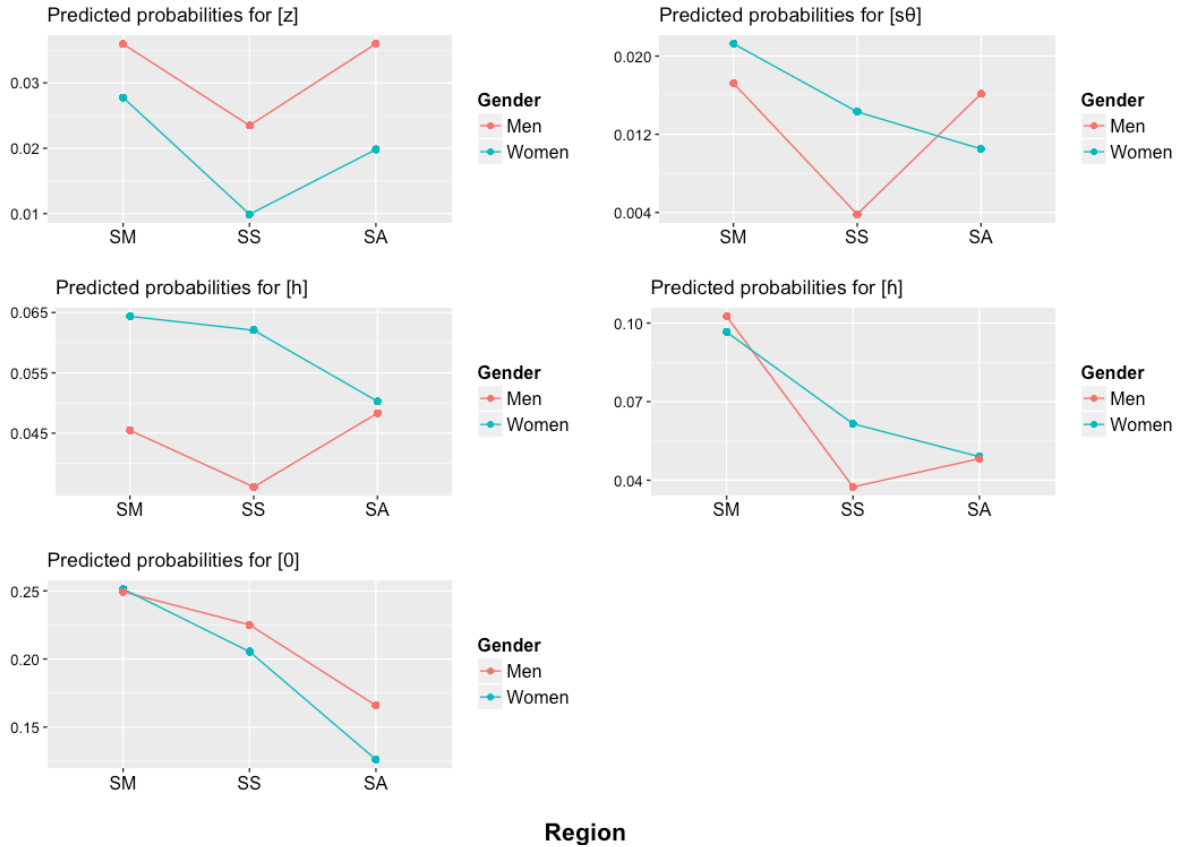 Predicted probabilities for [z]
0.03
0.02
0.01
SM SS SA
Gender
Men
Women
Predicted probabilities for [sθ]
0.020
0.012
0.004
SM SS SA
Gender
Men
Women
Predicted probabilities for [h]
0.065
0.055
0.045
SM SS SA
Gender
Men
Women
Predicted probabilities for [ɦ]
0.10
0.07
0.04
SM SS SA
Gender
Men
Women
Predicted probabilities for [0]
0.25
0.20
0.15
SM SS SA
Gender
Men
Women
Region